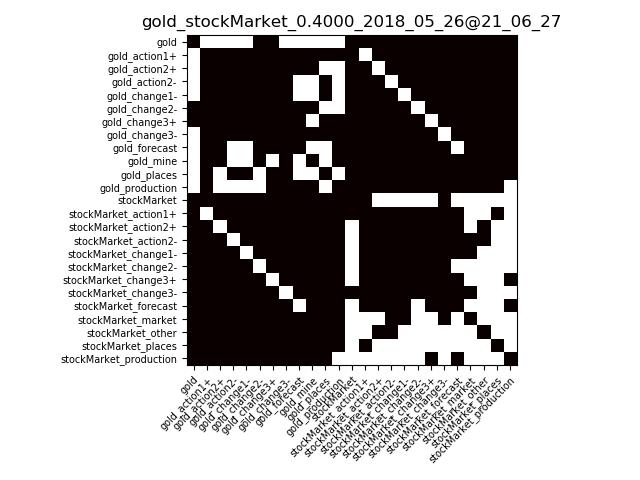 gold_stockMarket_0.4000_2018_05_26@21_06_27
gold
gold_action1+
gold_action2+
gold_action2-
gold_change1-
gold_change2-
gold_change3+
gold_change3-
gold_forecast
gold_mine
gold_places
gold_production
stockMarket
stockMarket_action1+
stockMarket_action2+
stockMarket_action2-
stockMarket_change1-
stockMarket_change2-
stockMarket_change3+
stockMarket_change3-
stockMarket_forecast
stockMarket_market
stockMarket_other
stockMarket_places
stockMarket_production
gold
gold_action1+
gold_action2+
gold_action2-
gold_change1-
gold_change2-
gold_change3+
gold_change3-
gold_forecast
gold_mine
gold_places
gold_production
stockMarket
stockMarket_action1+
stockMarket_action2+
stockMarket_action2-
stockMarket_change1-
stockMarket_change2-
stockMarket_change3+
stockMarket_change3-
stockMarket_forecast
stockMarket_market
stockMarket_other
stockMarket_places
stockMarket_production